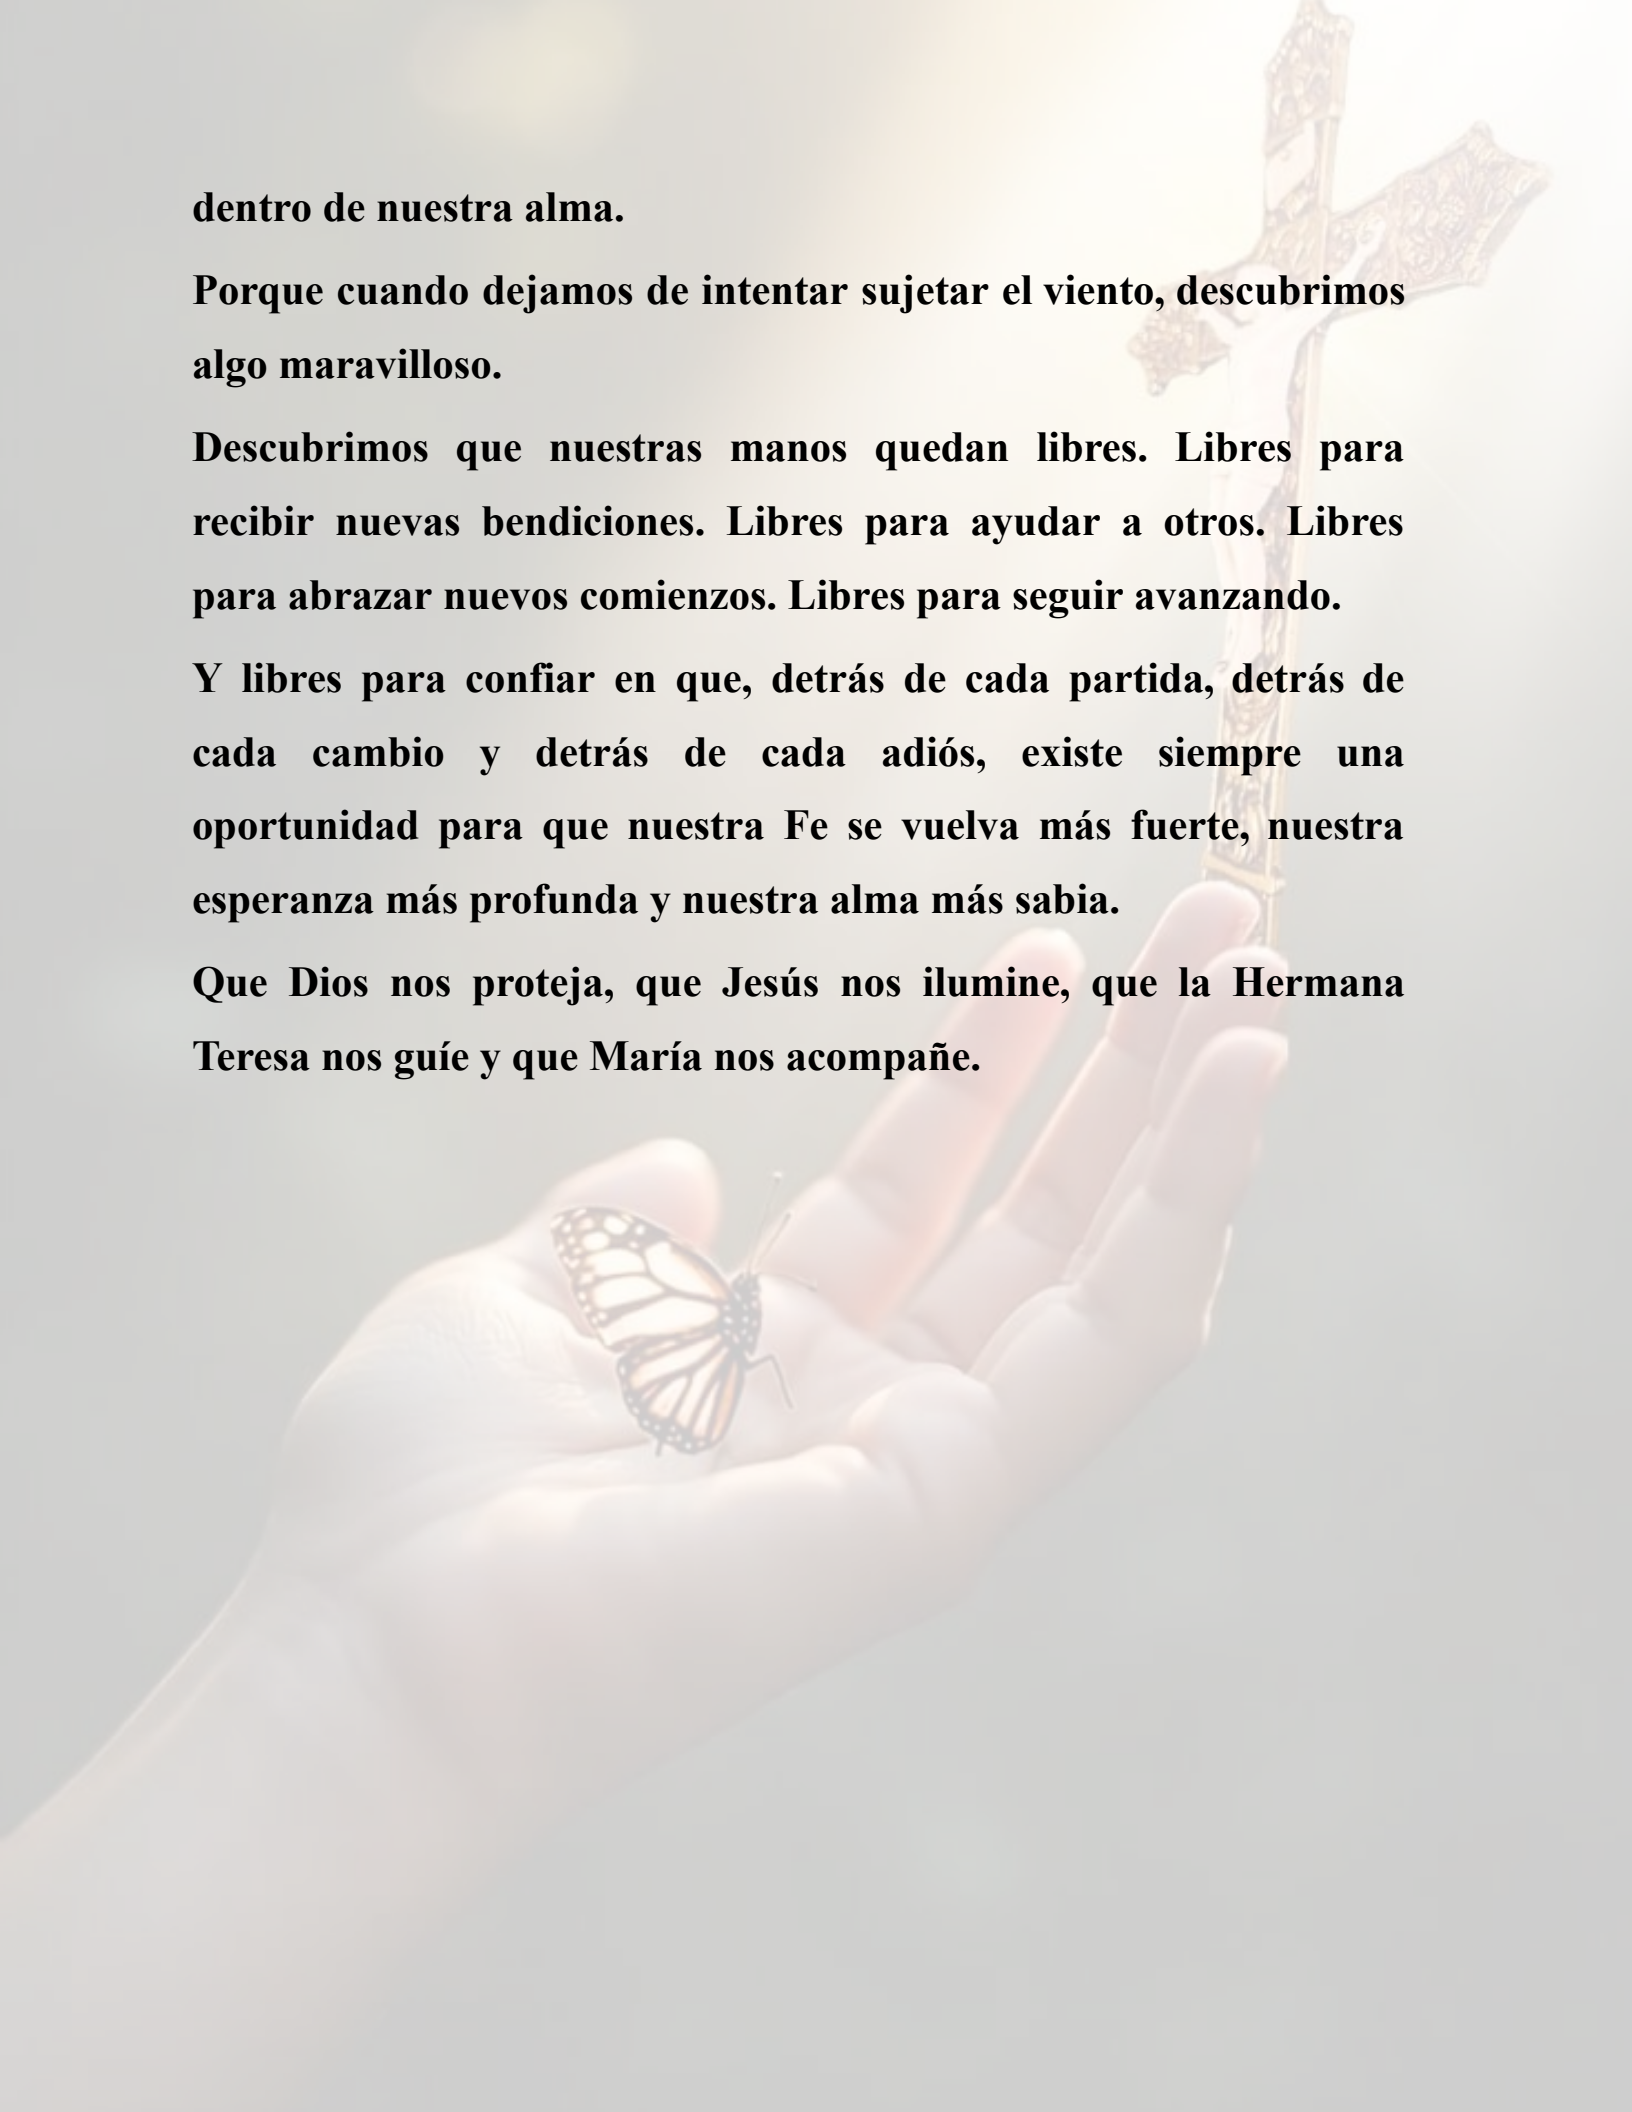 dentro de nuestra alma.
Porque cuando dejamos de intentar sujetar el viento, descubrimos
algo maravilloso.
Descubrimos que nuestras manos quedan libres. Libres para
recibir nuevas bendiciones. Libres para ayudar a otros. Libres
para abrazar nuevos comienzos. Libres para seguir avanzando.
Y libres para confiar en que, detrás de cada partida, detrás de
cada cambio y detrás de cada adiós, existe siempre una
oportunidad para que nuestra Fe se vuelva más fuerte, nuestra
esperanza más profunda y nuestra alma más sabia.
Que Dios nos proteja, que Jesús nos ilumine, que la Hermana
Teresa nos guíe y que María nos acompañe.